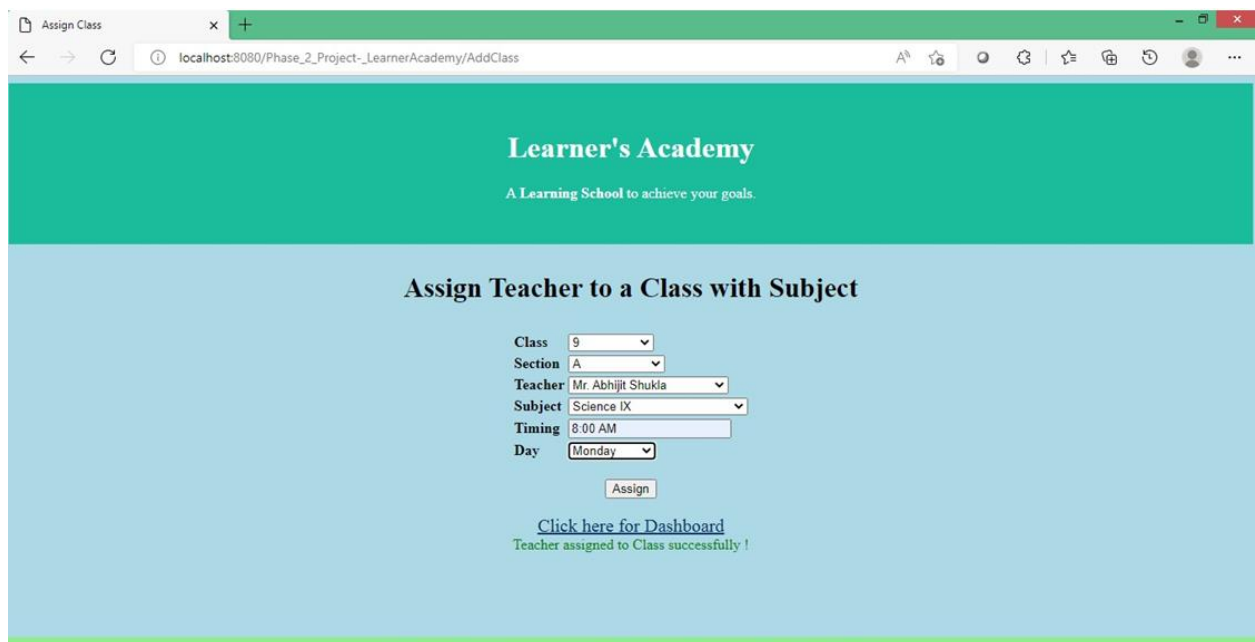 Assign Class
localhost:8080/Phase_2_Project-_LearnerAcademy/AddClass
Learner's Academy
A Learning School to achieve your goals.
Assign Teacher to a Class with Subject
Class 9
Section A
Teacher Mr. Abhijit Shukla
Subject Science IX
Timing 8:00 AM
Day Monday
Assign
Click here for Dashboard
Teacher assigned to Class successfully !